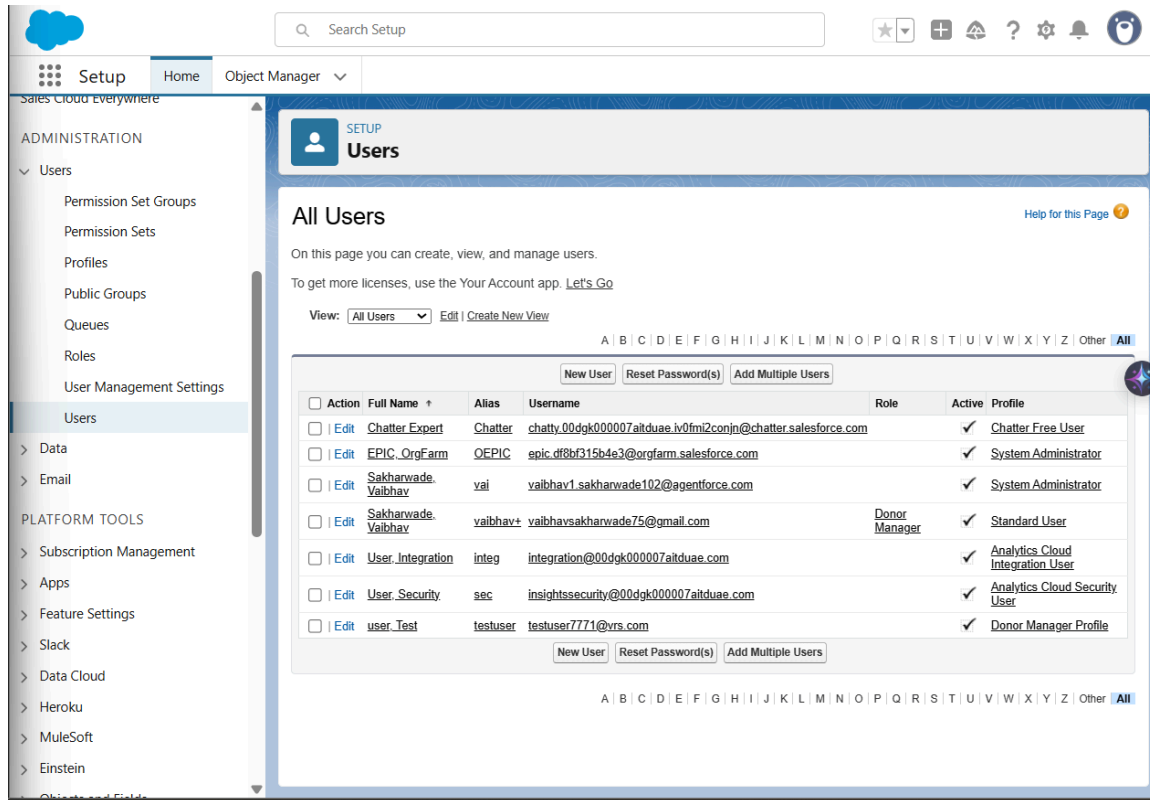 Search Setup
Setup
Home
Object Manager
Sales Cloud Everywhere
ADMINISTRATION
Users
Permission Set Groups
Permission Sets
Profiles
Public Groups
Queues
Roles
User Management Settings
Users
Data
Email
PLATFORM TOOLS
Subscription Management
Apps
Feature Settings
Slack
Data Cloud
Heroku
MuleSoft
Einstein
Objects and Fields
SETUP
Users
All Users
Help for this Page
On this page you can create, view, and manage users.
To get more licenses, use the Your Account app. Let's Go
View: All Users Edit | Create New View
A | B | C | D | E | F | G | H | I | J | K | L | M | N | O | P | Q | R | S | T | U | V | W | X | Y | Z | Other | All
New User Reset Password(s) Add Multiple Users
Action Full Name ↑ Alias Username Role Active Profile
| Edit Chatter Expert Chatter chatty.00dgk000007aitduae.iv0fmi2conjn@chatter.salesforce.com ✓ Chatter Free User
| Edit EPIC, OrgFarm OEPIC epic.df8bf315b4e3@orgfarm.salesforce.com ✓ System Administrator
| Edit Sakharwade, Vaibhav vai vaibhav1.sakharwade102@agentforce.com ✓ System Administrator
| Edit Sakharwade, Vaibhav vaibhav+ vaibhavsakharwade75@gmail.com Donor Manager ✓ Standard User
| Edit User, Integration integ integration@00dgk000007aitduae.com ✓ Analytics Cloud Integration User
| Edit User, Security sec insightssecurity@00dgk000007aitduae.com ✓ Analytics Cloud Security User
| Edit user, Test testuser testuser7771@vrs.com ✓ Donor Manager Profile
New User Reset Password(s) Add Multiple Users
A | B | C | D | E | F | G | H | I | J | K | L | M | N | O | P | Q | R | S | T | U | V | W | X | Y | Z | Other | All